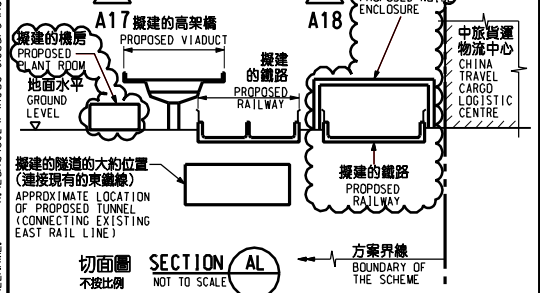 A17
擬建的高架橋
PROPOSED VIADUCT
A18
ENCLOSURE
擬建的機房
PROPOSED
PLANT ROOM
地面水平
GROUND
LEVEL
擬建
的鐵路
PROPOSED
RAILWAY
中旅貨運
物流中心
CHINA
TRAVEL
CARGO
LOGISTIC
CENTRE
擬建的隧道的大約位置
(連接現有的東鐵線)
APPROXIMATE LOCATION
OF PROPOSED TUNNEL
(CONNECTING EXISTING
EAST RAIL LINE)
擬建的鐵路
PROPOSED
RAILWAY
切面圖
不按比例
SECTION AL
NOT TO SCALE
方案界線
BOUNDARY OF
THE SCHEME